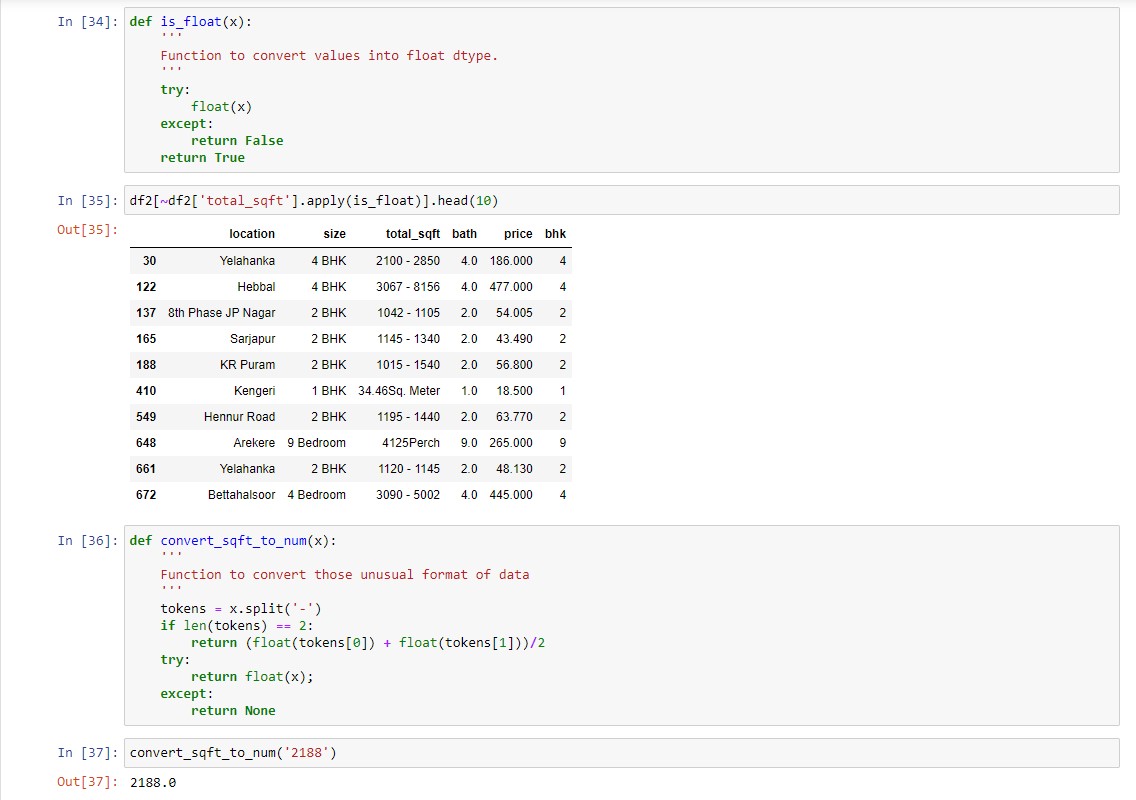 In [34]: def is_float(x):
'''
Function to convert values into float dtype.
'''
try:
float(x)
except:
return False
return True
In [35]: df2[~df2['total_sqft'].apply(is_float)].head(10)
Out[35]:
location size total_sqft bath price bhk
30 Yelahanka 4 BHK 2100 - 2850 4.0 186.000 4
122 Hebbal 4 BHK 3067 - 8156 4.0 477.000 4
137 8th Phase JP Nagar 2 BHK 1042 - 1105 2.0 54.005 2
165 Sarjapur 2 BHK 1145 - 1340 2.0 43.490 2
188 KR Puram 2 BHK 1015 - 1540 2.0 56.800 2
410 Kengeri 1 BHK 34.46Sq. Meter 1.0 18.500 1
549 Hennur Road 2 BHK 1195 - 1440 2.0 63.770 2
648 Arekere 9 Bedroom 4125Perch 9.0 265.000 9
661 Yelahanka 2 BHK 1120 - 1145 2.0 48.130 2
672 Bettahalsoor 4 Bedroom 3090 - 5002 4.0 445.000 4
In [36]: def convert_sqft_to_num(x):
'''
Function to convert those unusual format of data
'''
tokens = x.split('-')
if len(tokens) == 2:
return (float(tokens[0]) + float(tokens[1]))/2
try:
return float(x);
except:
return None
In [37]: convert_sqft_to_num('2188')
Out[37]: 2188.0